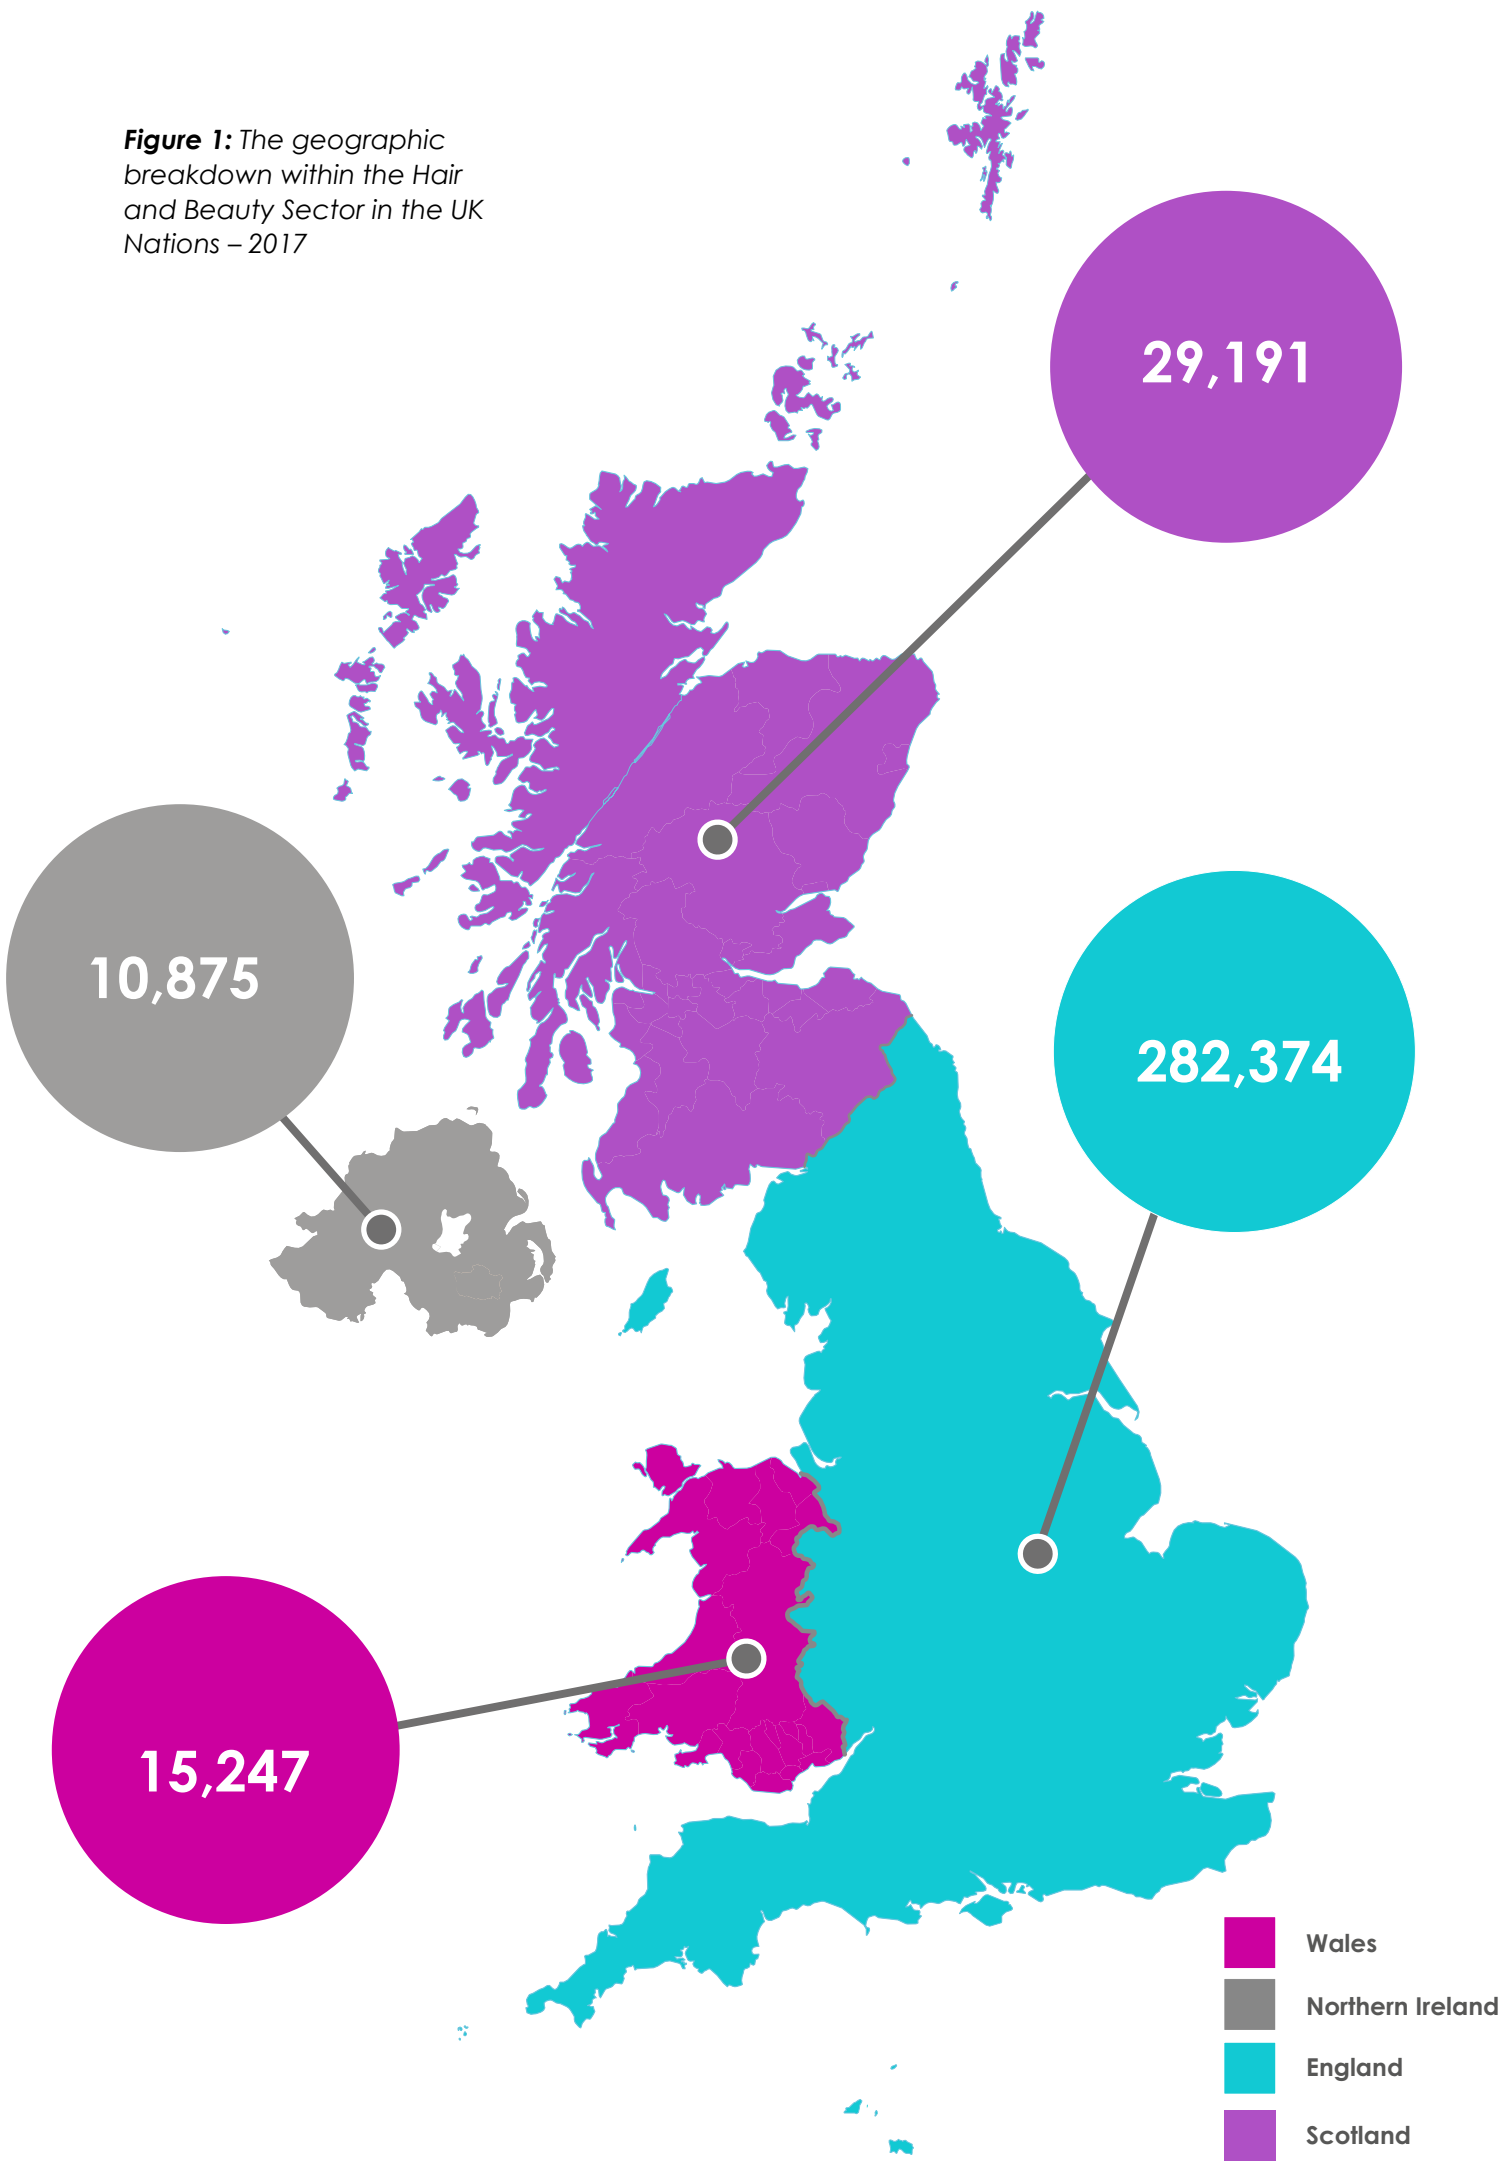 Figure 1: The geographic
breakdown within the Hair
and Beauty Sector in the UK
Nations – 2017
29,191
10,875
282,374
15,247
Wales
Northern Ireland
England
Scotland